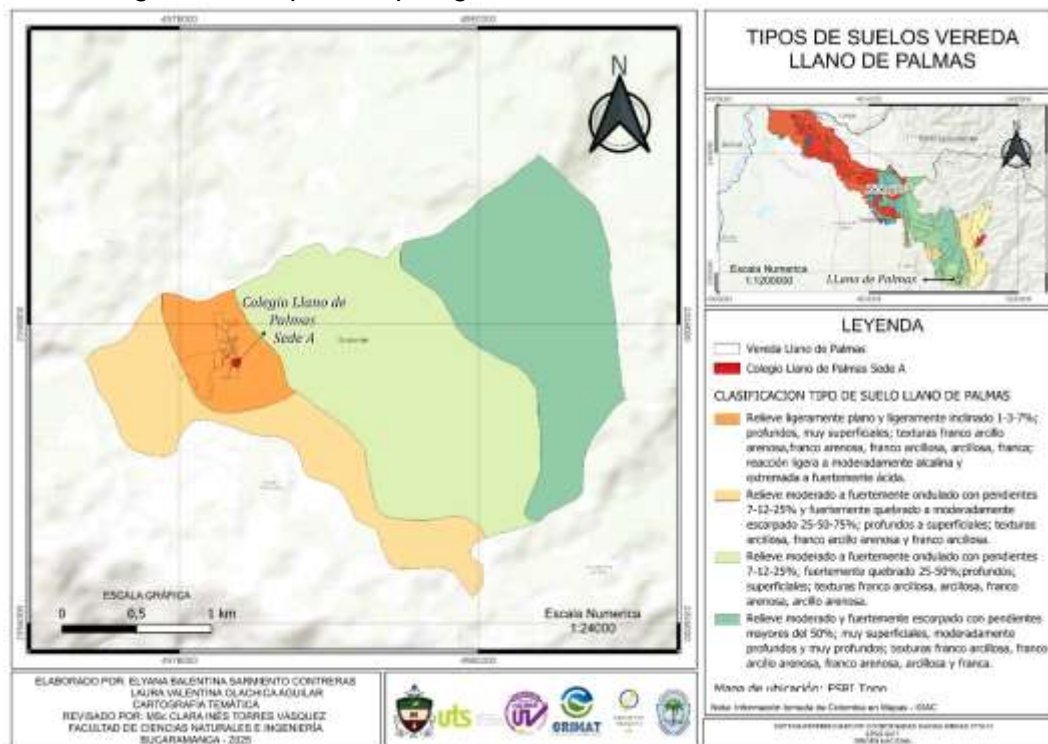 TIPOS DE SUELOS VEREDA
LLANO DE PALMAS
N
Colegio Llano de
Palmas
Sede A
ESCALA GRÁFICA
0 0,5 1 km
Escala Numerica
1:24000
Escala Numerica
1:1200000
LLano de Palmas
LEYENDA
Vereda Llano de Palmas
Colegio Llano de Palmas Sede A
CLASIFICACION TIPO DE SUELO LLANO DE PALMAS
Relieve ligeramente plano y ligeramente inclinado 1-3-7%;
profundos, muy superficiales; texturas franco arcillo
arenosa,franco arenosa, franco arcillosa, arcillosa, franca;
reacción ligera a moderadamente alcalina y
extremada a fuertemente ácida.
Relieve moderado a fuertemente ondulado con pendientes
7-12-25% y fuertemente quebrado a moderadamente
escarpado 25-50-75%; profundos a superficiales; texturas
arcillosa, franco arcillo arenosa y franco arcillosa.
Relieve moderado a fuertemente ondulado con pendientes
7-12-25%; fuertemente quebrado 25-50%;profundos;
superficiales; texturas franco arcillosa, arcillosa, franco
arenosa, arcillo arenosa.
Relieve moderado y fuertemente escarpado con pendientes
mayores del 50%; muy superficiales, moderadamente
profundos y muy profundos; texturas franco arcillosa, franco
arcillo arenosa, franco arenosa, arcillosa y franca.
Mapa de ubicación: ESRI Topo
Nota: Información tomada de Colombia en Mapas - IGAC
ELABORADO POR: ELYANA BALENTINA SARMIENTO CONTRERAS
LAURA VALENTINA OLACHICA AGUILAR
CARTOGRAFÍA TEMÁTICA
REVISADO POR: MSc CLARA INÉS TORRES VÁSQUEZ
FACULTAD DE CIENCIAS NATURALES E INGENIERÍA
BUCARAMANGA - 2025
uts
GRIMAT